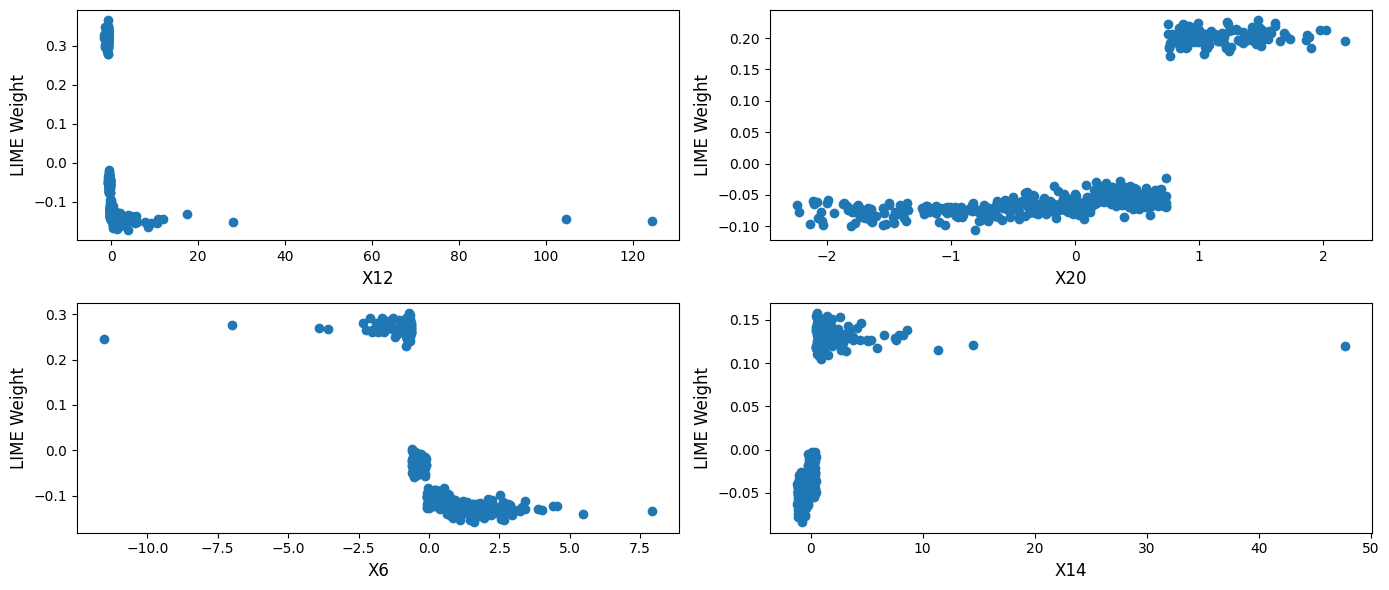 LIME Weight
0.3
0.2
0.1
0.0
−0.1
0 20 40 60 80 100 120
X12
LIME Weight
0.20
0.15
0.10
0.05
0.00
−0.05
−0.10
−2 −1 0 1 2
X20
LIME Weight
0.3
0.2
0.1
0.0
−0.1
−10.0 −7.5 −5.0 −2.5 0.0 2.5 5.0 7.5
X6
LIME Weight
0.15
0.10
0.05
0.00
−0.05
0 10 20 30 40 50
X14